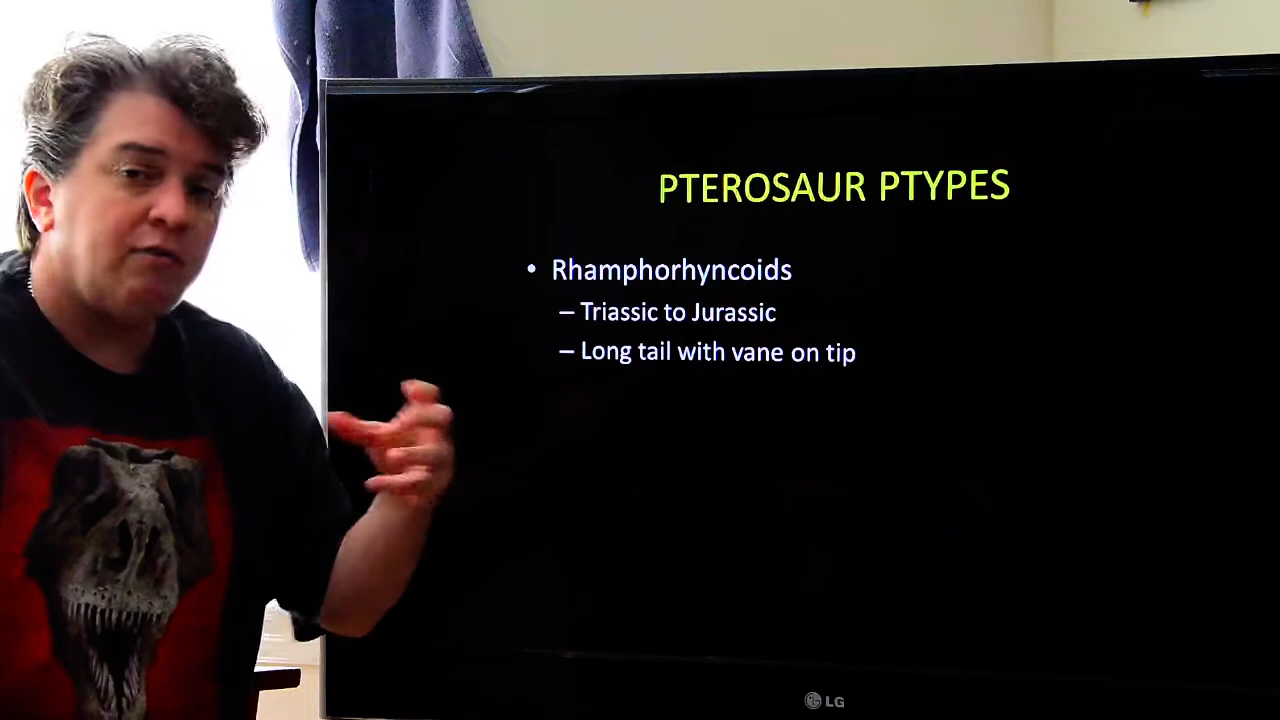 PTEROSAUR PTYPES
• Rhamphorhyncoids
– Triassic to Jurassic
– Long tail with vane on tip
LG